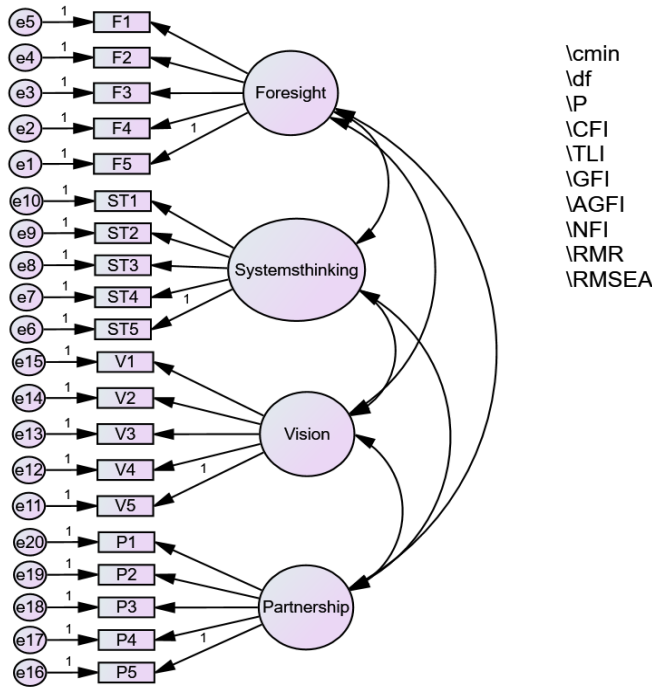 e5 1 F1
e4 1 F2
e3 1 F3
e2 1 F4
e1 1 F5
1
Foresight
e10 1 ST1
e9 1 ST2
e8 1 ST3
e7 1 ST4
e6 1 ST5
1
Systemsthinking
e15 1 V1
e14 1 V2
e13 1 V3
e12 1 V4
e11 1 V5
1
Vision
e20 1 P1
e19 1 P2
e18 1 P3
e17 1 P4
e16 1 P5
1
Partnership
\cmin
\df
\P
\CFI
\TLI
\GFI
\AGFI
\NFI
\RMR
\RMSEA